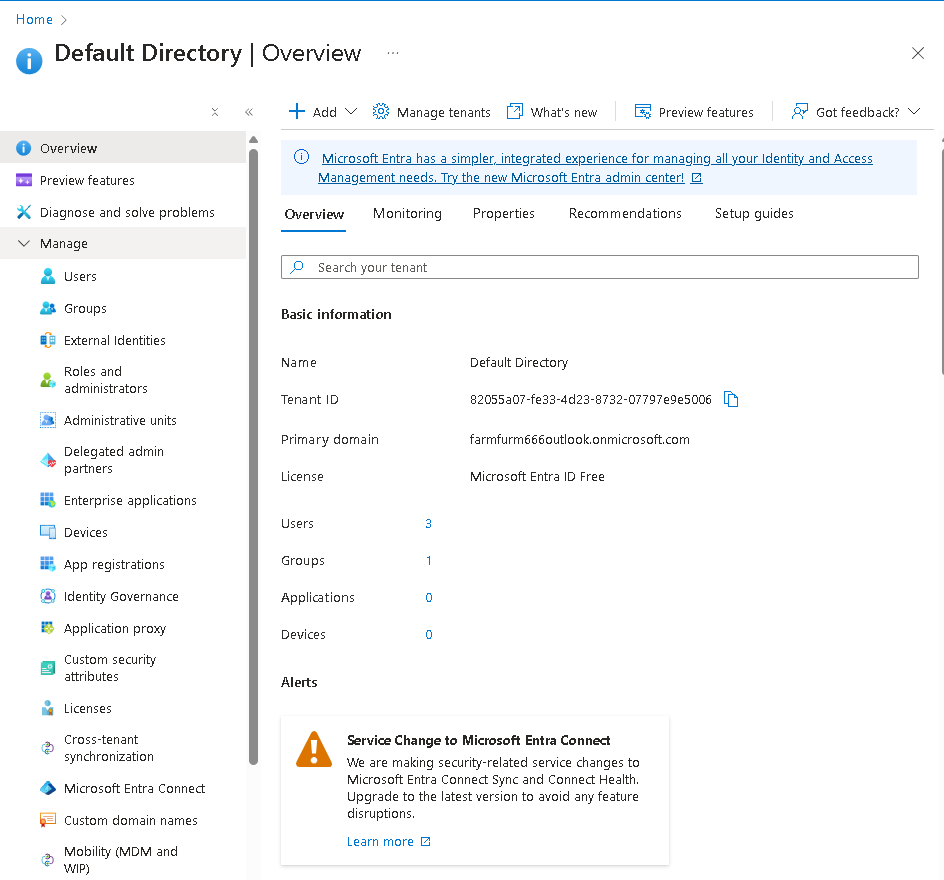 Home
Default Directory | Overview
Add
Manage tenants
What's new
Preview features
Got feedback?
Overview
Preview features
Diagnose and solve problems
Manage
Users
Groups
External Identities
Roles and
administrators
Administrative units
Delegated admin
partners
Enterprise applications
Devices
App registrations
Identity Governance
Application proxy
Custom security
attributes
Licenses
Cross-tenant
synchronization
Microsoft Entra Connect
Custom domain names
Mobility (MDM and
WIP)
Microsoft Entra has a simpler, integrated experience for managing all your Identity and Access
Management needs. Try the new Microsoft Entra admin center!
Overview
Monitoring
Properties
Recommendations
Setup guides
Search your tenant
Basic information
Name Default Directory
Tenant ID 82055a07-fe33-4d23-8732-07797e9e5006
Primary domain farmfurm666outlook.onmicrosoft.com
License Microsoft Entra ID Free
Users 3
Groups 1
Applications 0
Devices 0
Alerts
Service Change to Microsoft Entra Connect
We are making security-related service changes to
Microsoft Entra Connect Sync and Connect Health.
Upgrade to the latest version to avoid any feature
disruptions.
Learn more